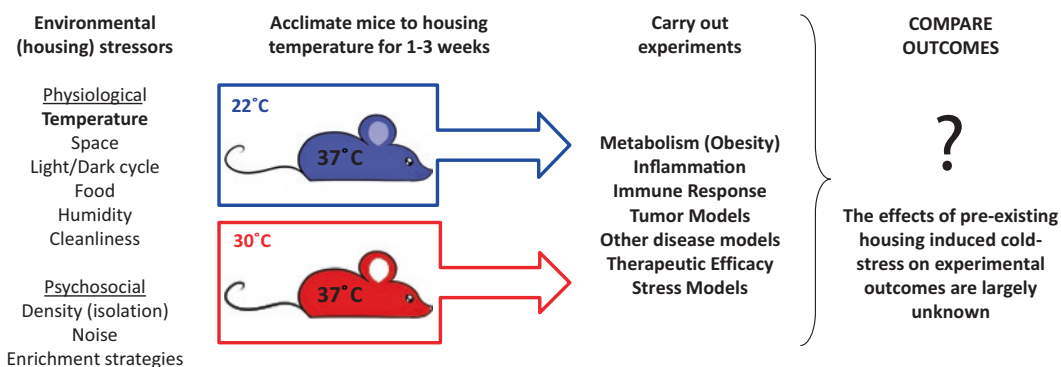 Environmental
(housing) stressors
Physiological
Temperature
Space
Light/Dark cycle
Food
Humidity
Cleanliness
Psychosocial
Density (isolation)
Noise
Enrichment strategies
Acclimate mice to housing
temperature for 1-3 weeks
22˚C
37˚C
30˚C
37˚C
Carry out
experiments
Metabolism (Obesity)
Inflammation
Immune Response
Tumor Models
Other disease models
Therapeutic Efficacy
Stress Models
COMPARE
OUTCOMES
?
The effects of pre-existing
housing induced cold-
stress on experimental
outcomes are largely
unknown